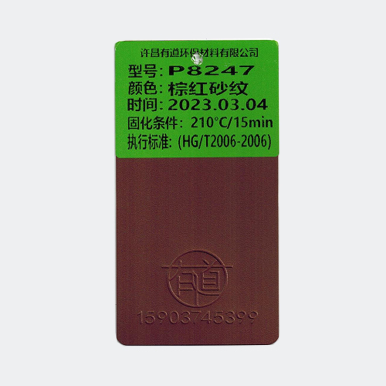 许昌有道环保材料有限公司
型号: P8247
颜色: 棕红砂纹
时间: 2023.03.04
固化条件: 210°C/15min
执行标准: (HG/T2006-2006)
有道
15903746399